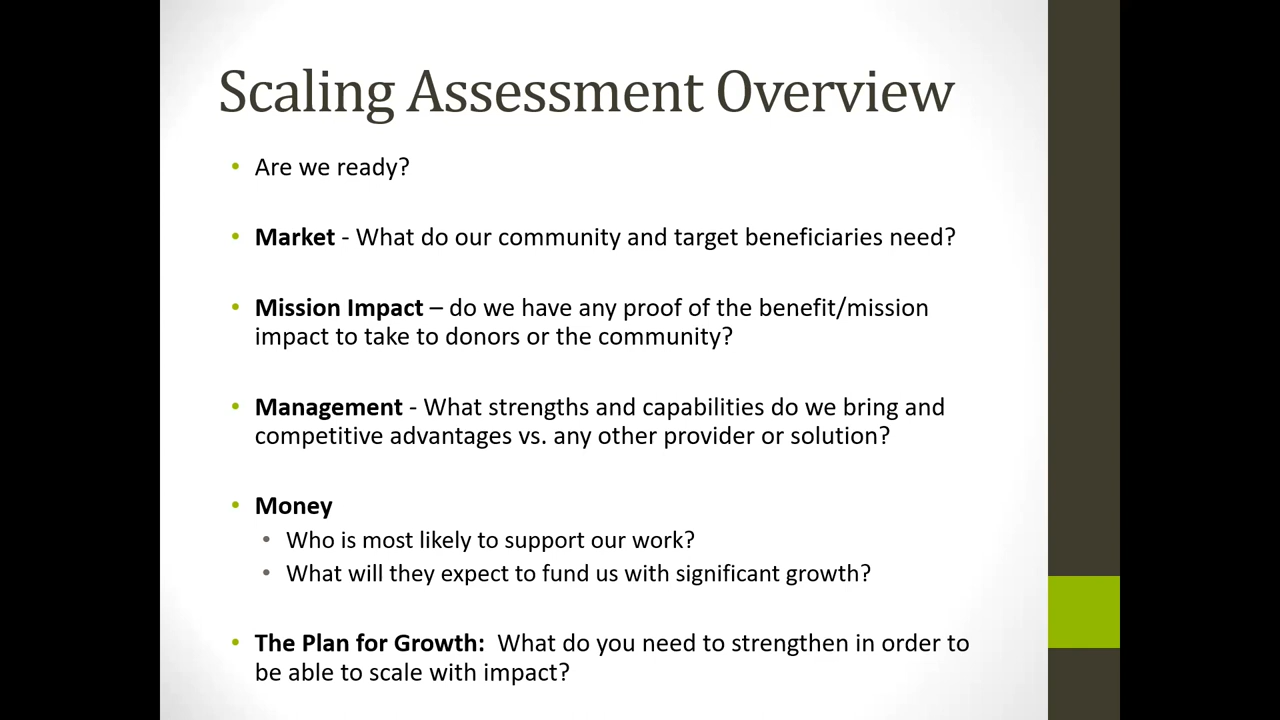 Scaling Assessment Overview
• Are we ready?
• Market - What do our community and target beneficiaries need?
• Mission Impact – do we have any proof of the benefit/mission
impact to take to donors or the community?
• Management - What strengths and capabilities do we bring and
competitive advantages vs. any other provider or solution?
• Money
• Who is most likely to support our work?
• What will they expect to fund us with significant growth?
• The Plan for Growth:  What do you need to strengthen in order to
be able to scale with impact?